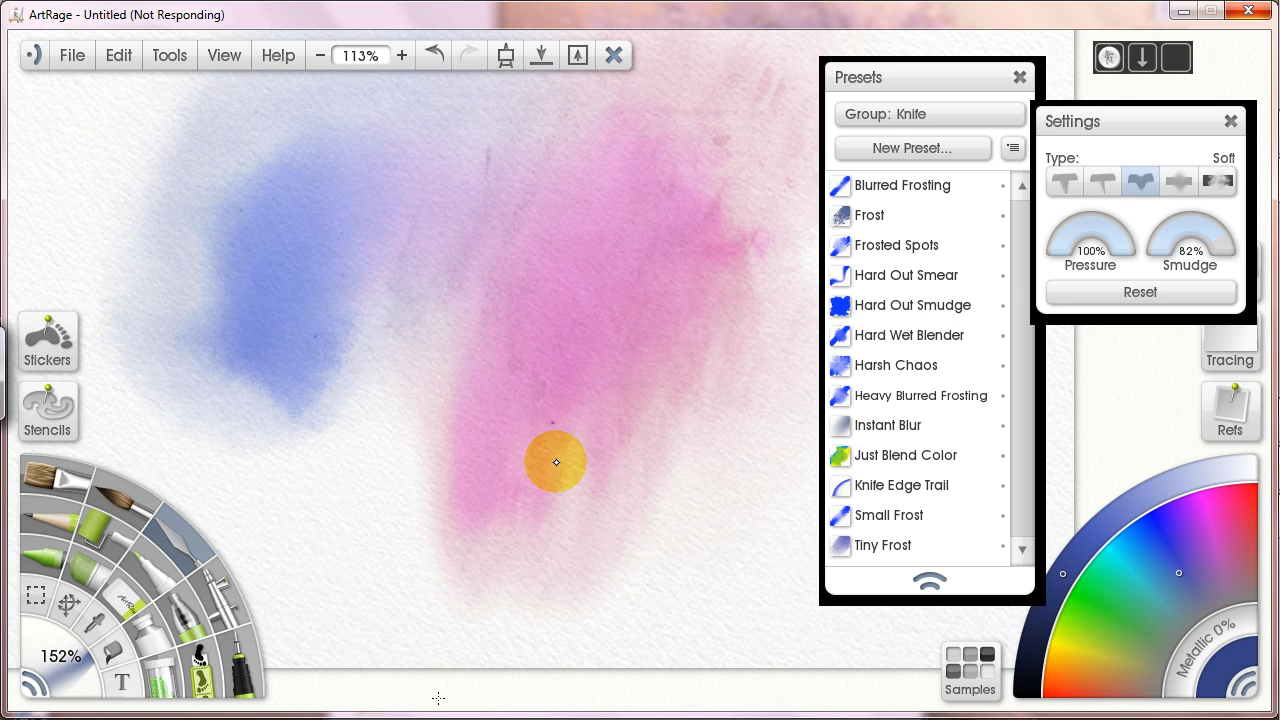 ArtRage - Untitled (Not Responding)
File Edit Tools View Help − 113% +
Presets
Group: Knife
New Preset...
Blurred Frosting
Frost
Frosted Spots
Hard Out Smear
Hard Out Smudge
Hard Wet Blender
Harsh Chaos
Heavy Blurred Frosting
Instant Blur
Just Blend Color
Knife Edge Trail
Small Frost
Tiny Frost
Settings
Type: Soft
100% 82%
Pressure Smudge
Reset
Stickers
Stencils
Tracing
Refs
152%
T
Samples
Metallic 0%